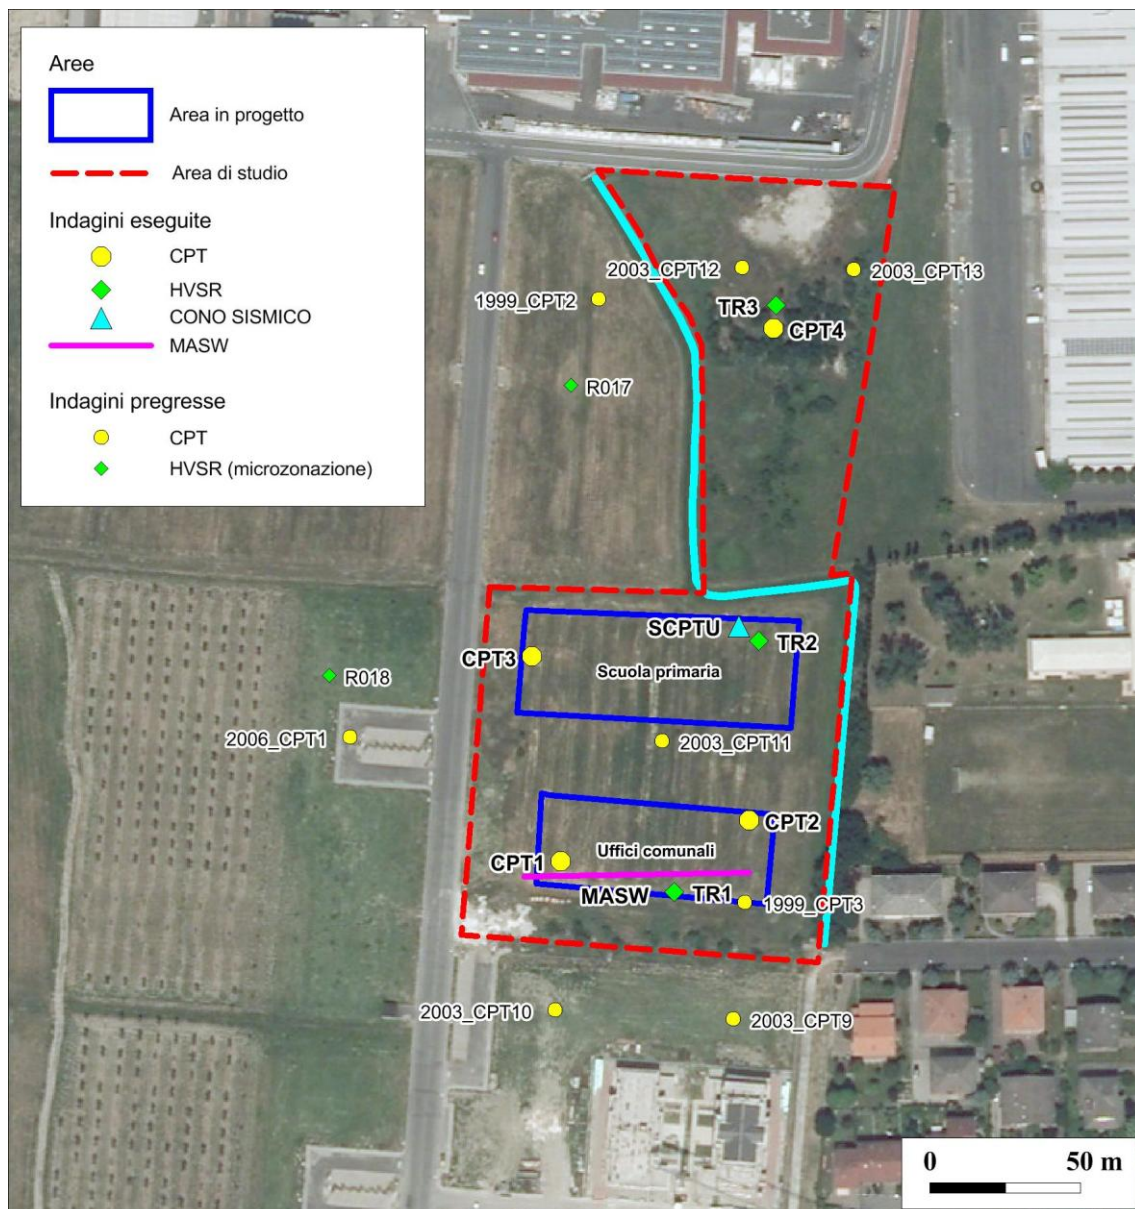 Aree
Area in progetto
Area di studio
Indagini eseguite
CPT
HVSR
CONO SISMICO
MASW
Indagini pregresse
CPT
HVSR (microzonazione)
2003_CPT12
2003_CPT13
1999_CPT2
TR3
CPT4
R017
SCPTU
TR2
CPT3
Scuola primaria
R018
2006_CPT1
2003_CPT11
CPT2
CPT1
Uffici comunali
MASW
TR1
1999_CPT3
2003_CPT10
2003_CPT9
0
50 m